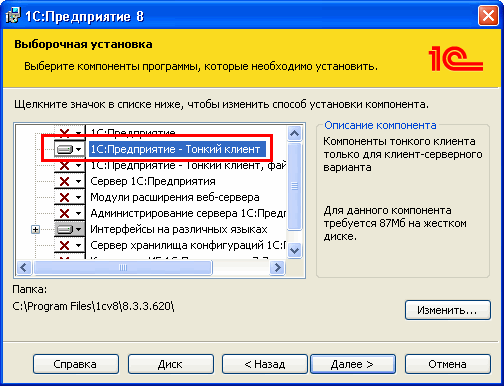 1С:Предприятие 8
Выборочная установка
Выберите компоненты программы, которые необходимо установить.
1С
Щелкните значок в списке ниже, чтобы изменить способ установки компонента.
1С:Предприятие
1С:Предприятие - Тонкий клиент
1С:Предприятие - Тонкий клиент, фай
Сервер 1С:Предприятия
Модули расширения веб-сервера
Администрирование сервера 1С:Пред
Интерфейсы на различных языках
Сервер хранилища конфигураций 1С:П
Описание компонента
Компоненты тонкого клиента
только для клиент-серверного
варианта
Для данного компонента
требуется 87Мб на жестком
диске.
Папка:
C:\Program Files\1cv8\8.3.3.620\
Изменить...
Справка
Диск
< Назад
Далее >
Отмена